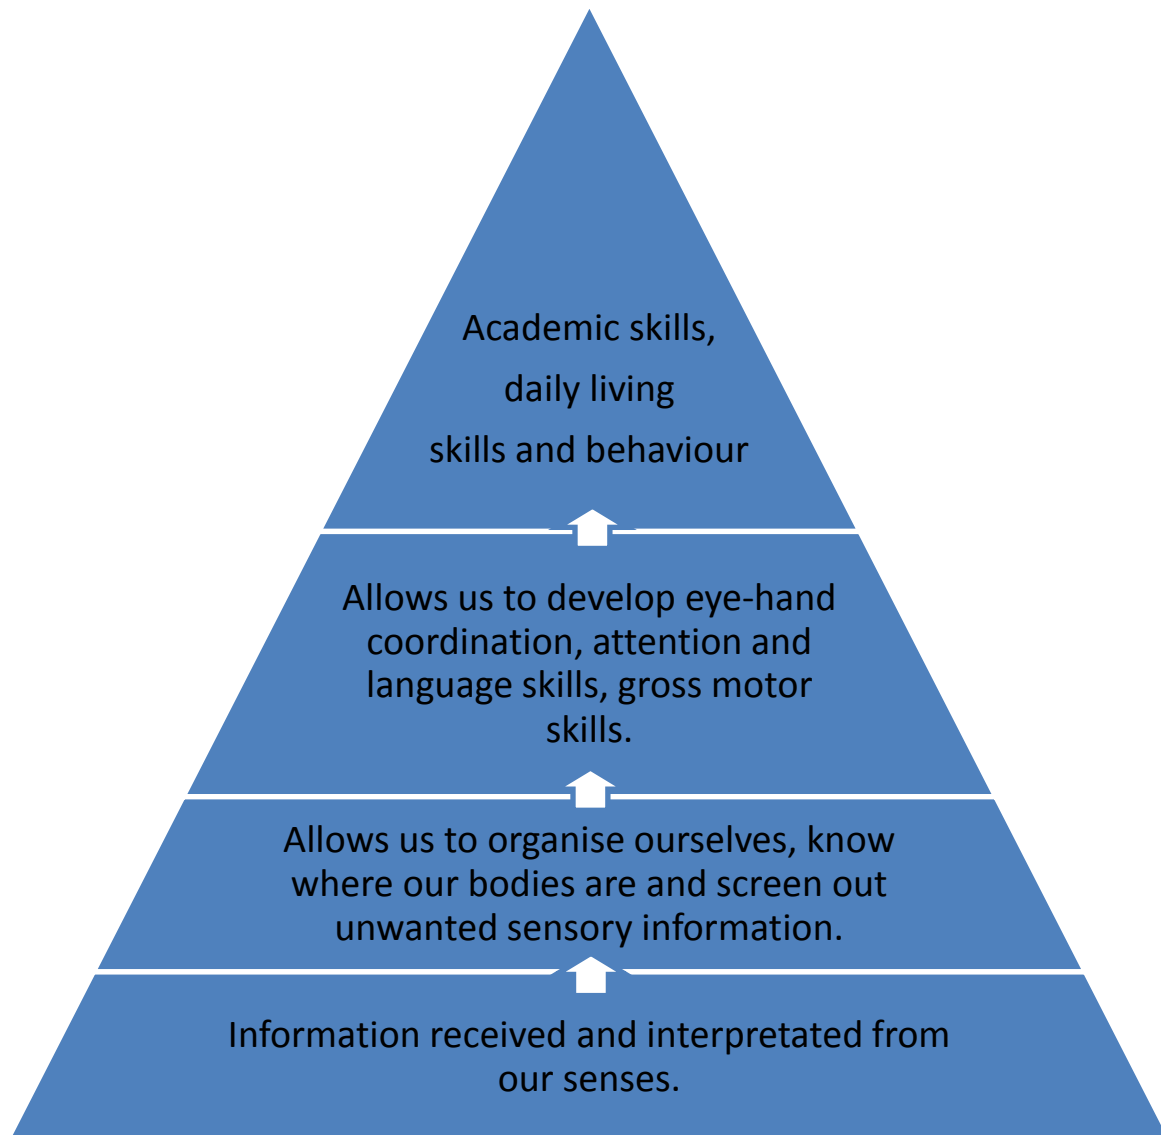 Academic skills,
daily living
skills and behaviour
Allows us to develop eye-hand
coordination, attention and
language skills, gross motor
skills.
Allows us to organise ourselves, know
where our bodies are and screen out
unwanted sensory information.
Information received and interpretated from
our senses.